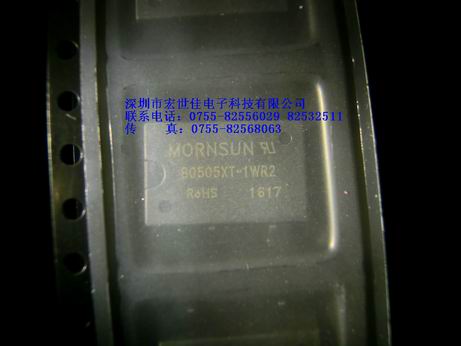 深圳市宏世佳电子科技有限公司
联系电话:0755-82556029 82532511
传    真:0755-82568063
MORNSUN
B0505XT-1WR2
RoHS 1617